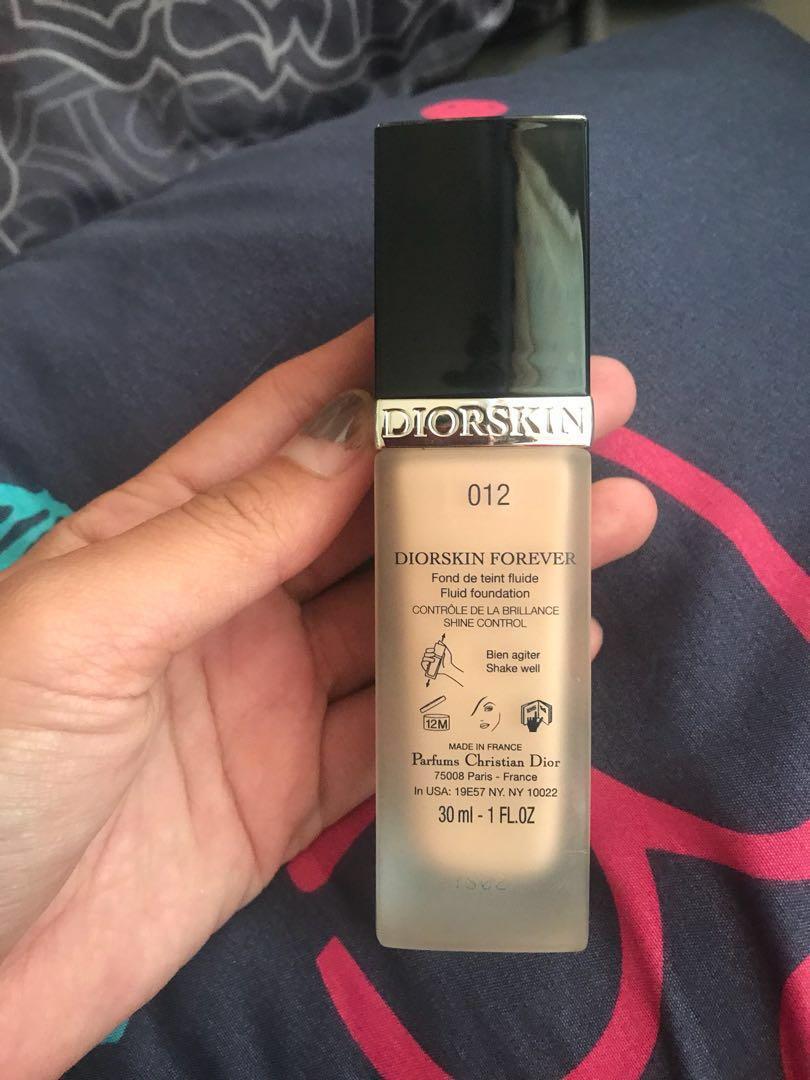 DIORSKIN
012
DIORSKIN FOREVER
Fond de teint fluide
Fluid foundation
CONTRÔLE DE LA BRILLANCE
SHINE CONTROL
Bien agiter
Shake well
12M
MADE IN FRANCE
Parfums Christian Dior
75008 Paris - France
In USA: 19E57 NY. NY 10022
30 ml - 1 FL.OZ